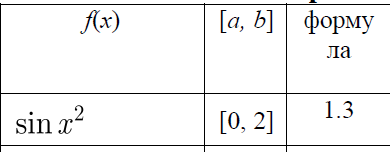 f(x) [a, b] форму
ла
sin x² [0, 2] 1.3